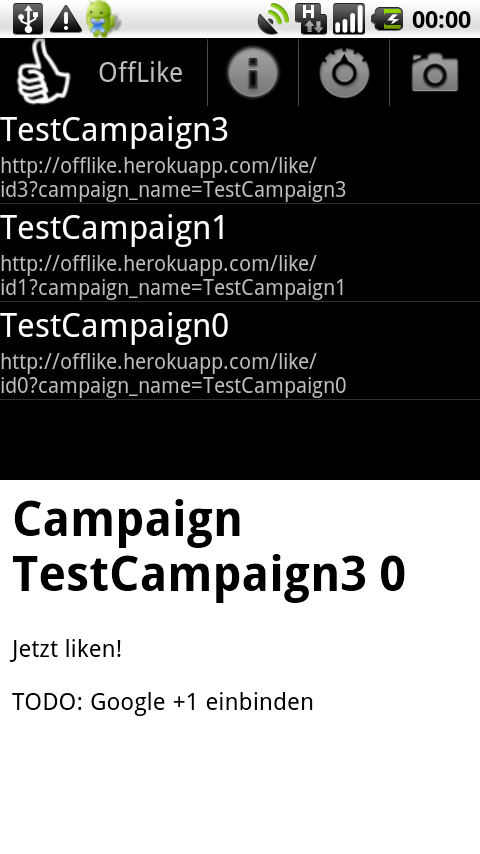 H
00:00
OffLike
TestCampaign3
http://offlike.herokuapp.com/like/
id3?campaign_name=TestCampaign3
TestCampaign1
http://offlike.herokuapp.com/like/
id1?campaign_name=TestCampaign1
TestCampaign0
http://offlike.herokuapp.com/like/
id0?campaign_name=TestCampaign0
Campaign
TestCampaign3 0
Jetzt liken!
TODO: Google +1 einbinden